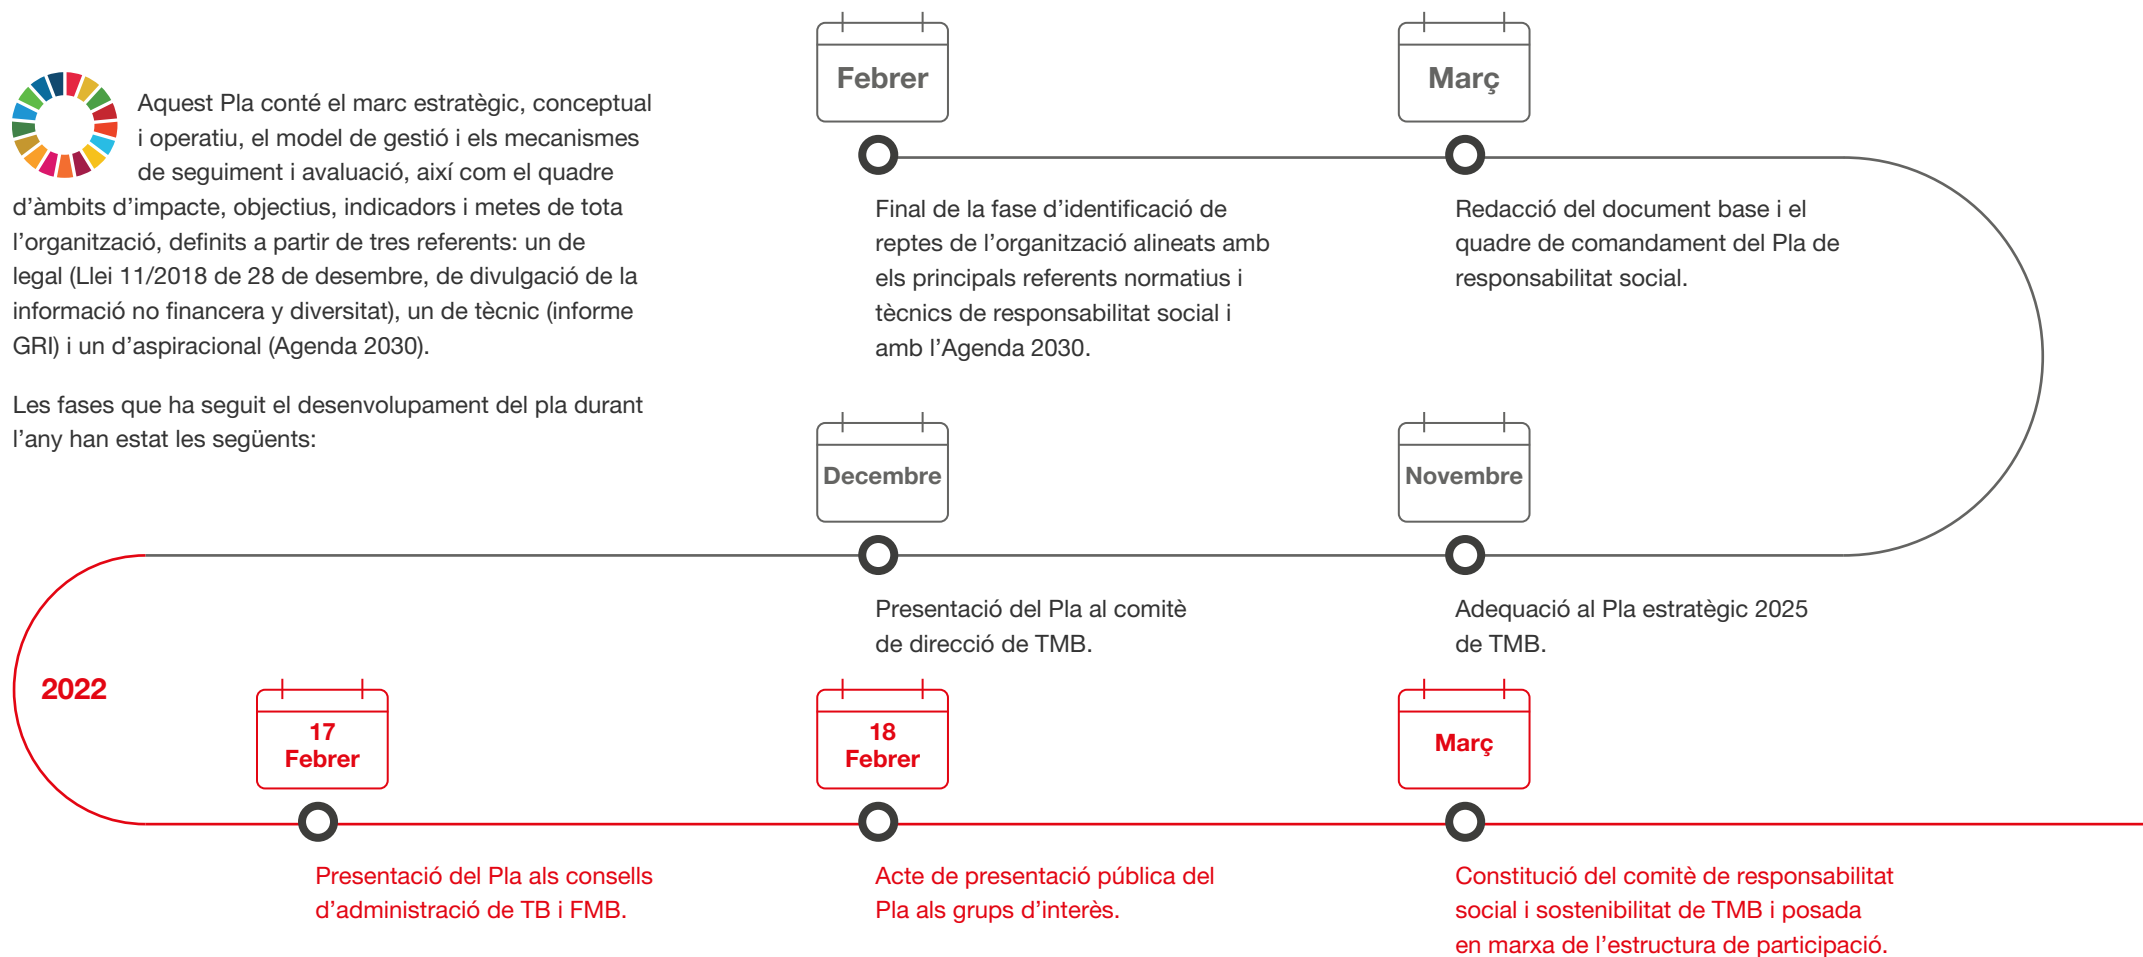 Aquest Pla conté el marc estratègic, conceptual
i operatiu, el model de gestió i els mecanismes
de seguiment i avaluació, així com el quadre
d’àmbits d’impacte, objectius, indicadors i metes de tota
l’organització, definits a partir de tres referents: un de
legal (Llei 11/2018 de 28 de desembre, de divulgació de la
informació no financera y diversitat), un de tècnic (informe
GRI) i un d’aspiracional (Agenda 2030).
Les fases que ha seguit el desenvolupament del pla durant
l’any han estat les següents:
Febrer
Final de la fase d’identificació de
reptes de l’organització alineats amb
els principals referents normatius i
tècnics de responsabilitat social i
amb l’Agenda 2030.
Març
Redacció del document base i el
quadre de comandament del Pla de
responsabilitat social.
Novembre
Adequació al Pla estratègic 2025
de TMB.
Decembre
Presentació del Pla al comitè
de direcció de TMB.
2022
17
Febrer
Presentació del Pla als consells
d’administració de TB i FMB.
18
Febrer
Acte de presentació pública del
Pla als grups d’interès.
Març
Constitució del comitè de responsabilitat
social i sostenibilitat de TMB i posada
en marxa de l’estructura de participació.